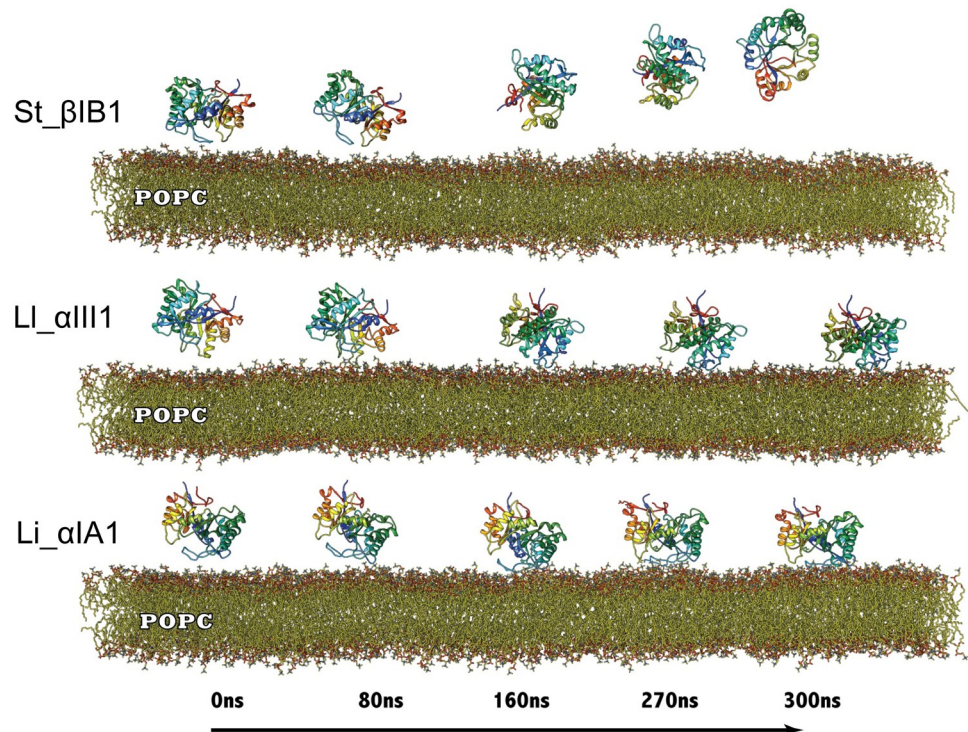 St_βIB1
POPC
Ll_αIII1
POPC
Li_αIA1
POPC
0ns 80ns 160ns 270ns 300ns